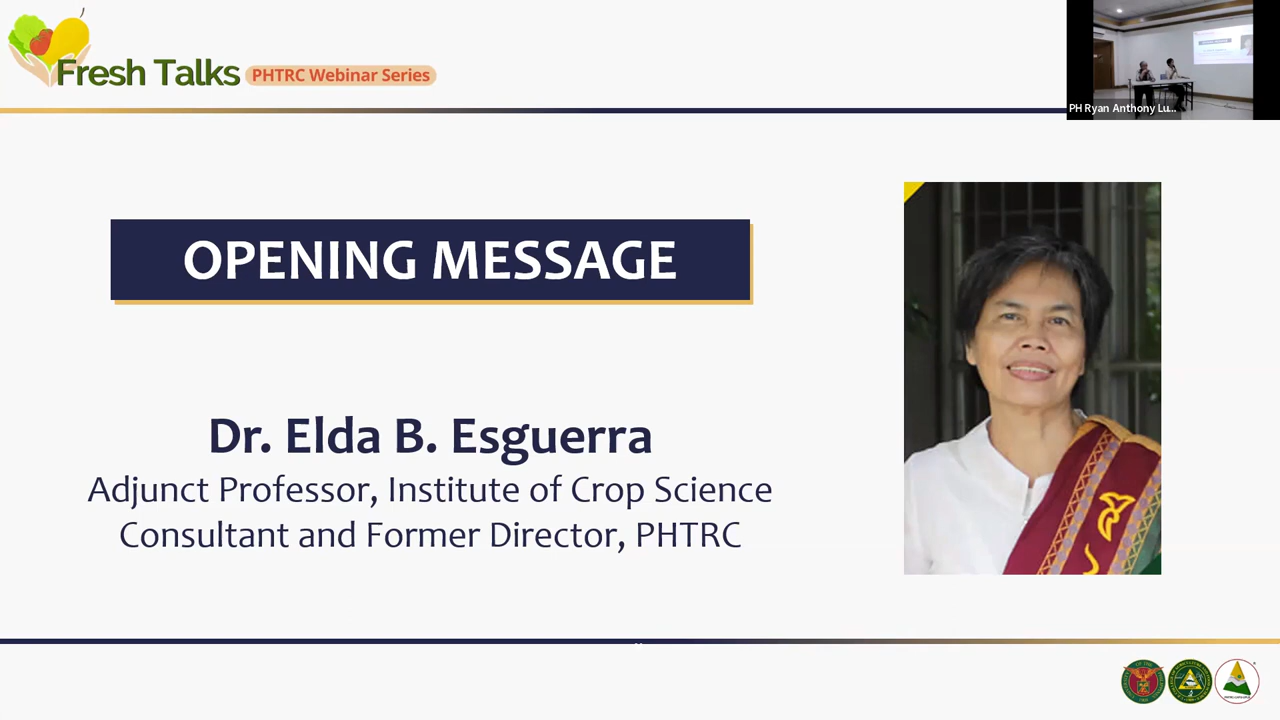 Fresh Talks PHTRC Webinar Series
PH Ryan Anthony Lu...
OPENING MESSAGE
Dr. Elda B. Esguerra
Adjunct Professor, Institute of Crop Science
Consultant and Former Director, PHTRC